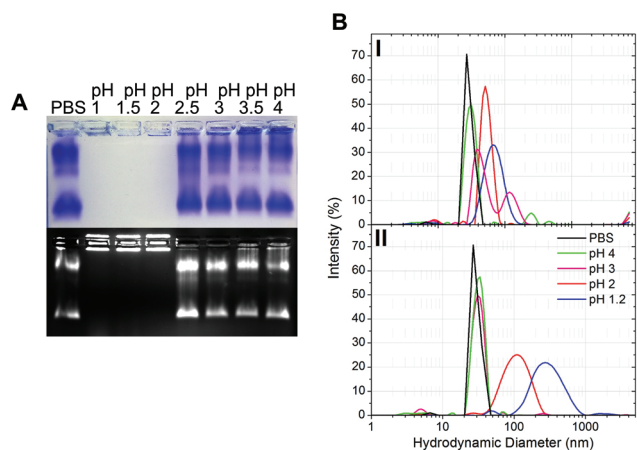 A
PBS pH 1 pH 1.5 pH 2 pH 2.5 pH 3 pH 3.5 pH 4
B
I
70
60
50
40
30
20
10
0
II
PBS
pH 4
pH 3
pH 2
pH 1.2
70
60
50
40
30
20
10
0
Intensity (%)
1 10 100 1000
Hydrodynamic Diameter (nm)